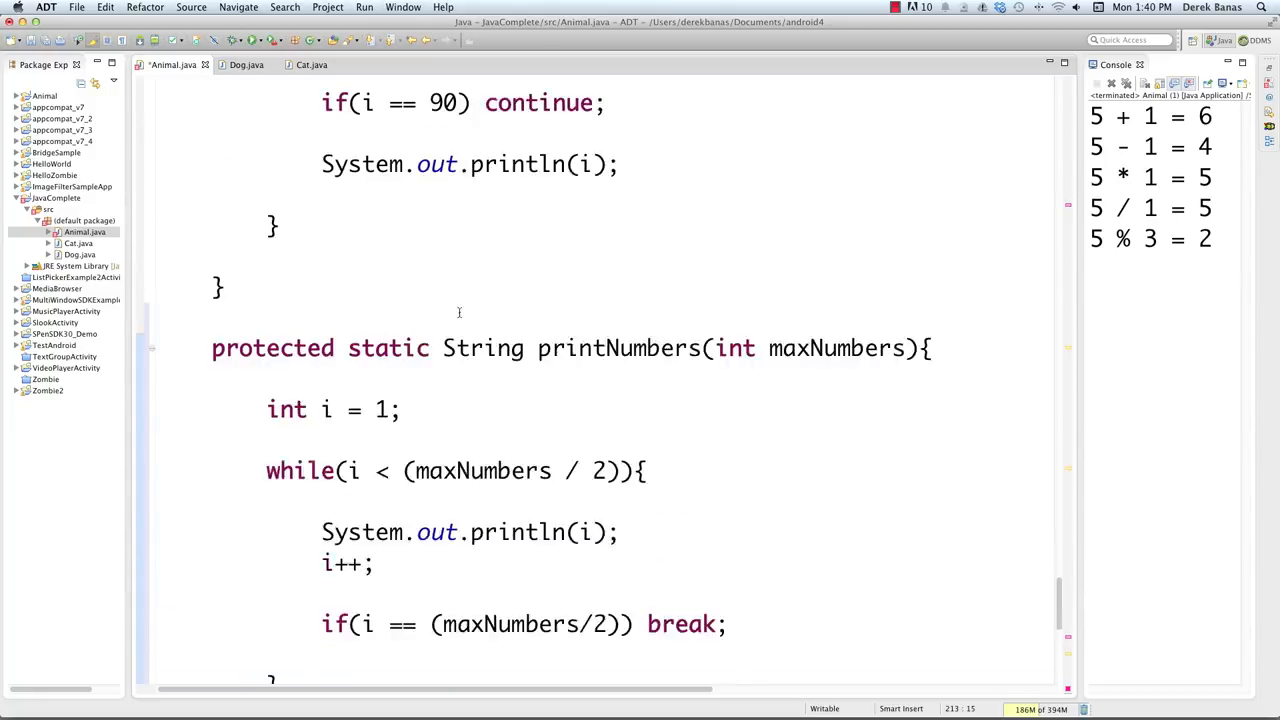 ADT File Edit Refactor Source Navigate Search Project Run Window Help
10 Mon 1:40 PM Derek Banas
Java – JavaComplete/src/Animal.java – ADT – /Users/derekbanas/Documents/android4
Quick Access
Java
DDMS
Package Exp
*Animal.java
Dog.java
Cat.java
Console
<terminated> Animal (1) [Java Application] /S
Animal
appcompat_v7
appcompat_v7_2
appcompat_v7_3
appcompat_v7_4
BridgeSample
HelloWorld
HelloZombie
ImageFilterSampleApp
JavaComplete
src
(default package)
Animal.java
Cat.java
Dog.java
JRE System Library [Ja
ListPickerExample2Activi
MediaBrowser
MultiWindowSDKExample
MusicPlayerActivity
SlookActivity
SPenSDK30_Demo
TestAndroid
TextGroupActivity
VideoPlayerActivity
Zombie
Zombie2
if(i == 90) continue;
System.out.println(i);
}
}
protected static String printNumbers(int maxNumbers){
int i = 1;
while(i < (maxNumbers / 2)){
System.out.println(i);
i++;
if(i == (maxNumbers/2)) break;
}
5 + 1 = 6
5 - 1 = 4
5 * 1 = 5
5 / 1 = 5
5 % 3 = 2
Writable
Smart Insert
213 : 15
186M of 394M